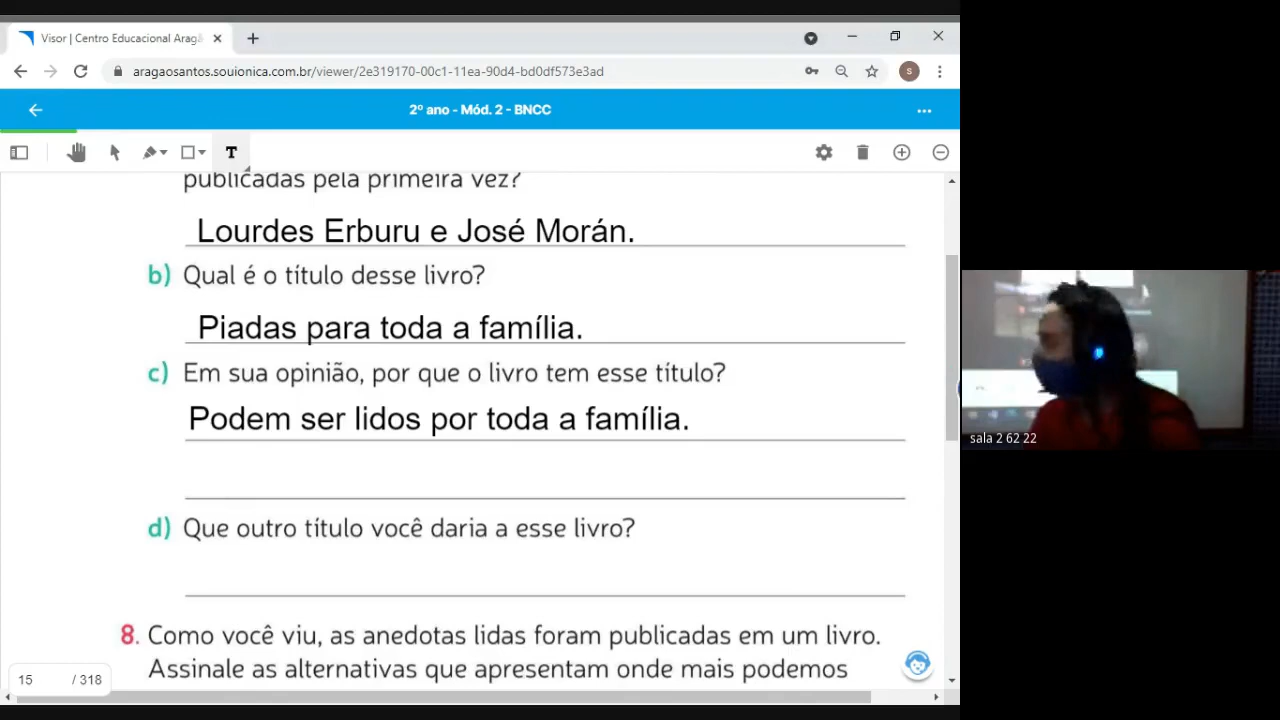 Visor | Centro Educacional Aragã
aragaosantos.souionica.com.br/viewer/2e319170-00c1-11ea-90d4-bd0df573e3ad
S
2º ano - Mód. 2 - BNCC
T
publicadas pela primeira vez?
Lourdes Erburu e José Morán.
b) Qual é o título desse livro?
Piadas para toda a família.
c) Em sua opinião, por que o livro tem esse título?
Podem ser lidos por toda a família.
d) Que outro título você daria a esse livro?
8. Como você viu, as anedotas lidas foram publicadas em um livro.
Assinale as alternativas que apresentam onde mais podemos
15 / 318
sala 2 62 22